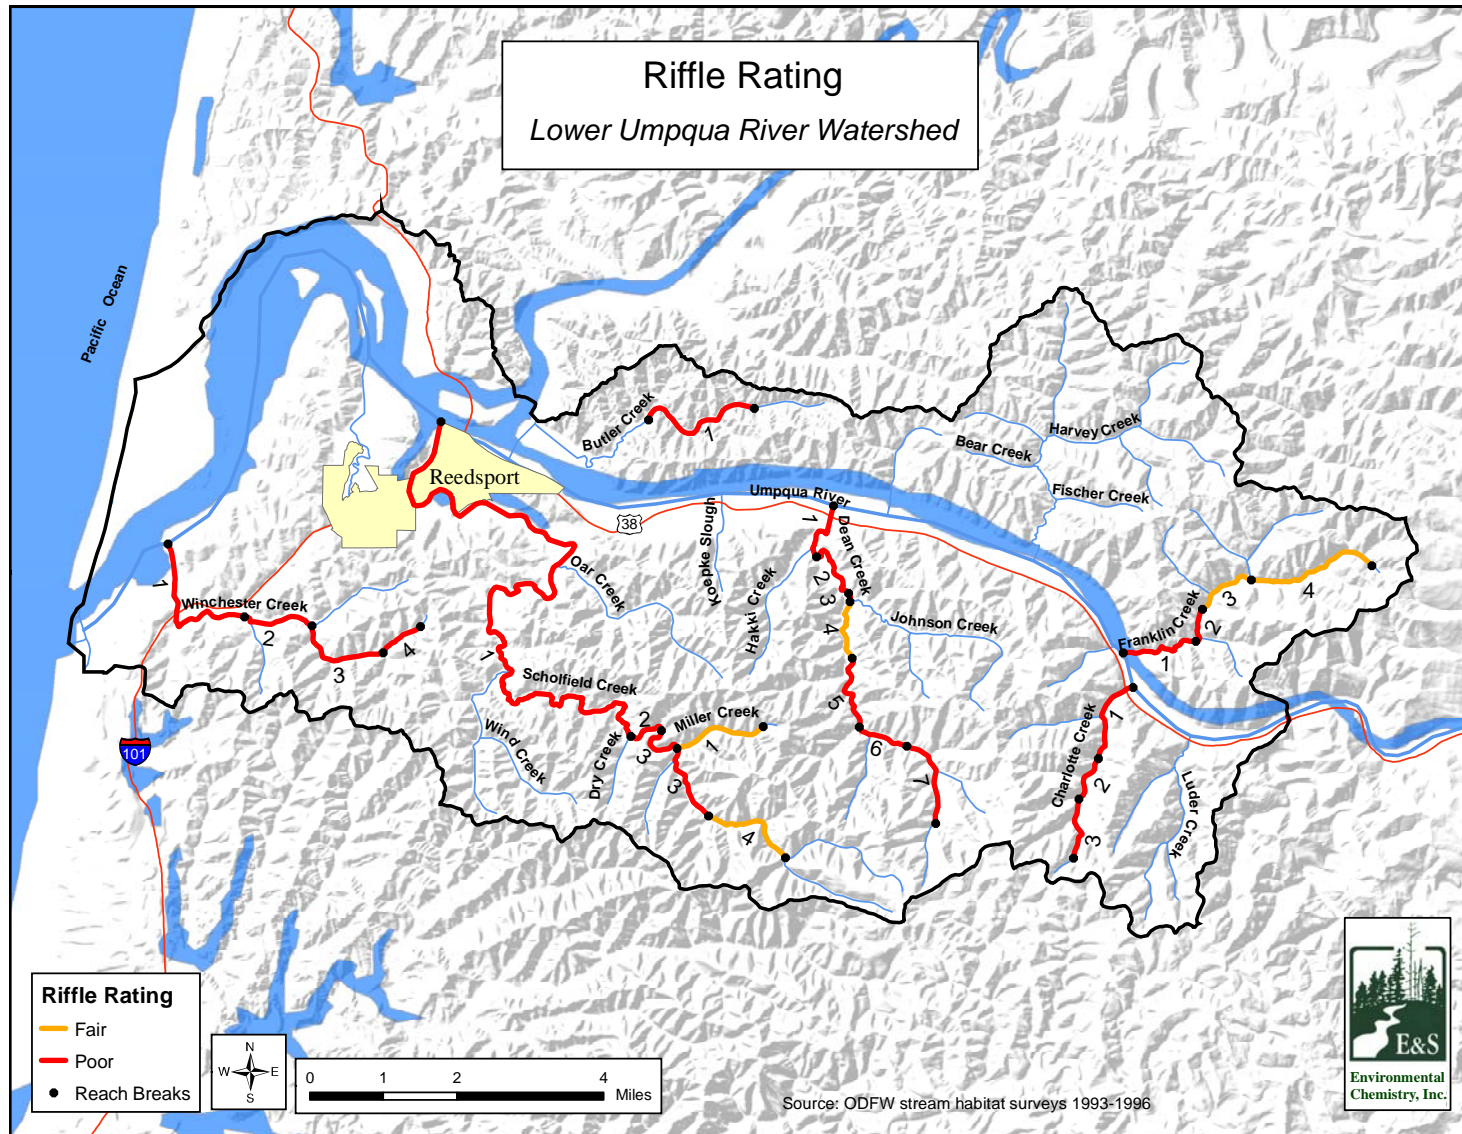 Riffle Rating
Lower Umpqua River Watershed
Pacific Ocean
Butler Creek
1
Harvey Creek
Bear Creek
Fischer Creek
Reedsport
Umpqua River
38
Koepke Slough
1
Dean Creek
2
3
4
Hakki Creek
Johnson Creek
Oar Creek
1
Winchester Creek
2
3
4
Franklin Creek
1
2
3
4
1
Scholfield Creek
Wind Creek
Dry Creek
2
3
Miller Creek
1
3
4
5
6
7
Charlotte Creek
1
2
3
Luder Creek
101
Riffle Rating
Fair
Poor
Reach Breaks
N
W
E
S
0
1
2
4
Miles
Source: ODFW stream habitat surveys 1993-1996
E&S
Environmental
Chemistry, Inc.